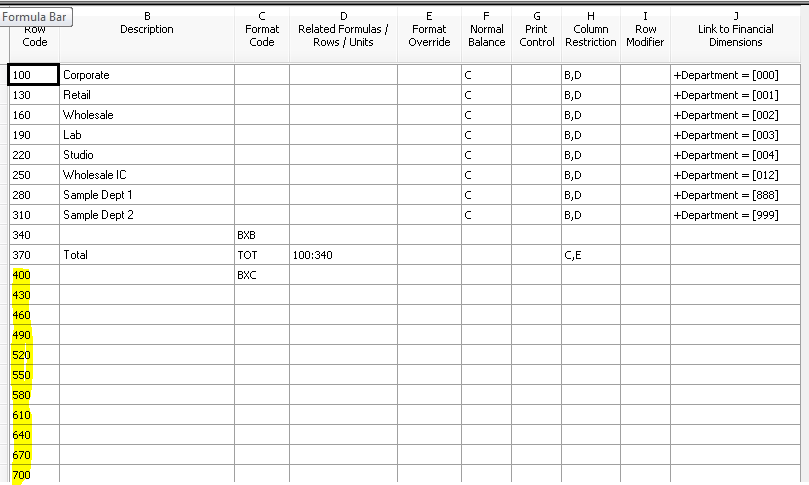 Formula Bar
B C D E F G H I J
Row Code Description Format Code Related Formulas / Rows / Units Format Override Normal Balance Print Control Column Restriction Row Modifier Link to Financial Dimensions
100 Corporate C B,D +Department = [000]
130 Retail C B,D +Department = [001]
160 Wholesale C B,D +Department = [002]
190 Lab C B,D +Department = [003]
220 Studio C B,D +Department = [004]
250 Wholesale IC C B,D +Department = [012]
280 Sample Dept 1 C B,D +Department = [888]
310 Sample Dept 2 C B,D +Department = [999]
340 BXB
370 Total TOT 100:340 C,E
400 BXC
430
460
490
520
550
580
610
640
670
700